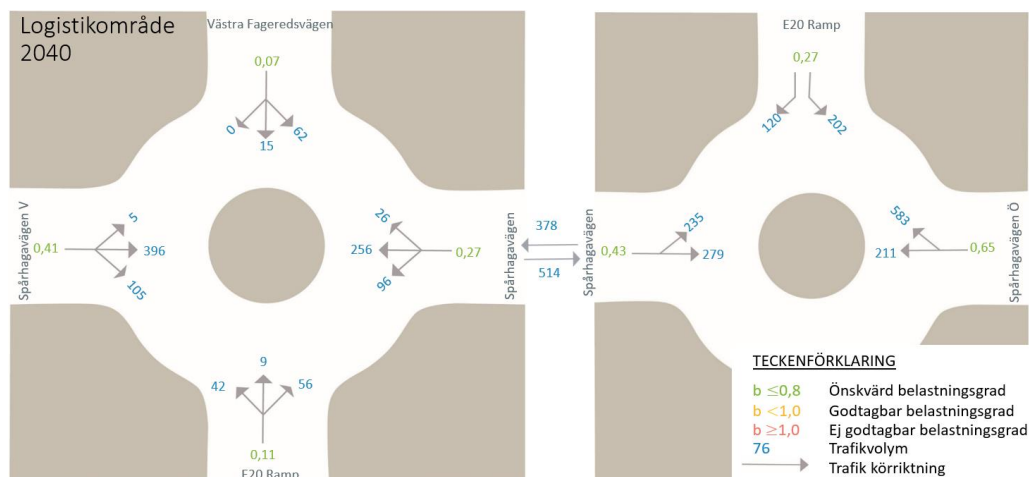 Logistikområde
2040
Västra Fageredsvägen
0,07
0
15
62
Spårhagavägen V
0,41
5
396
105
26
256
96
0,27
Spårhagavägen
42
9
56
0,11
E20 Ramp
378
514
E20 Ramp
0,27
120
202
Spårhagavägen
0,43
235
279
583
211
0,65
Spårhagavägen Ö
TECKENFÖRKLARING
b ≤0,8 Önskvärd belastningsgrad
b <1,0 Godtagbar belastningsgrad
b ≥1,0 Ej godtagbar belastningsgrad
76 Trafikvolym
Trafik körriktning